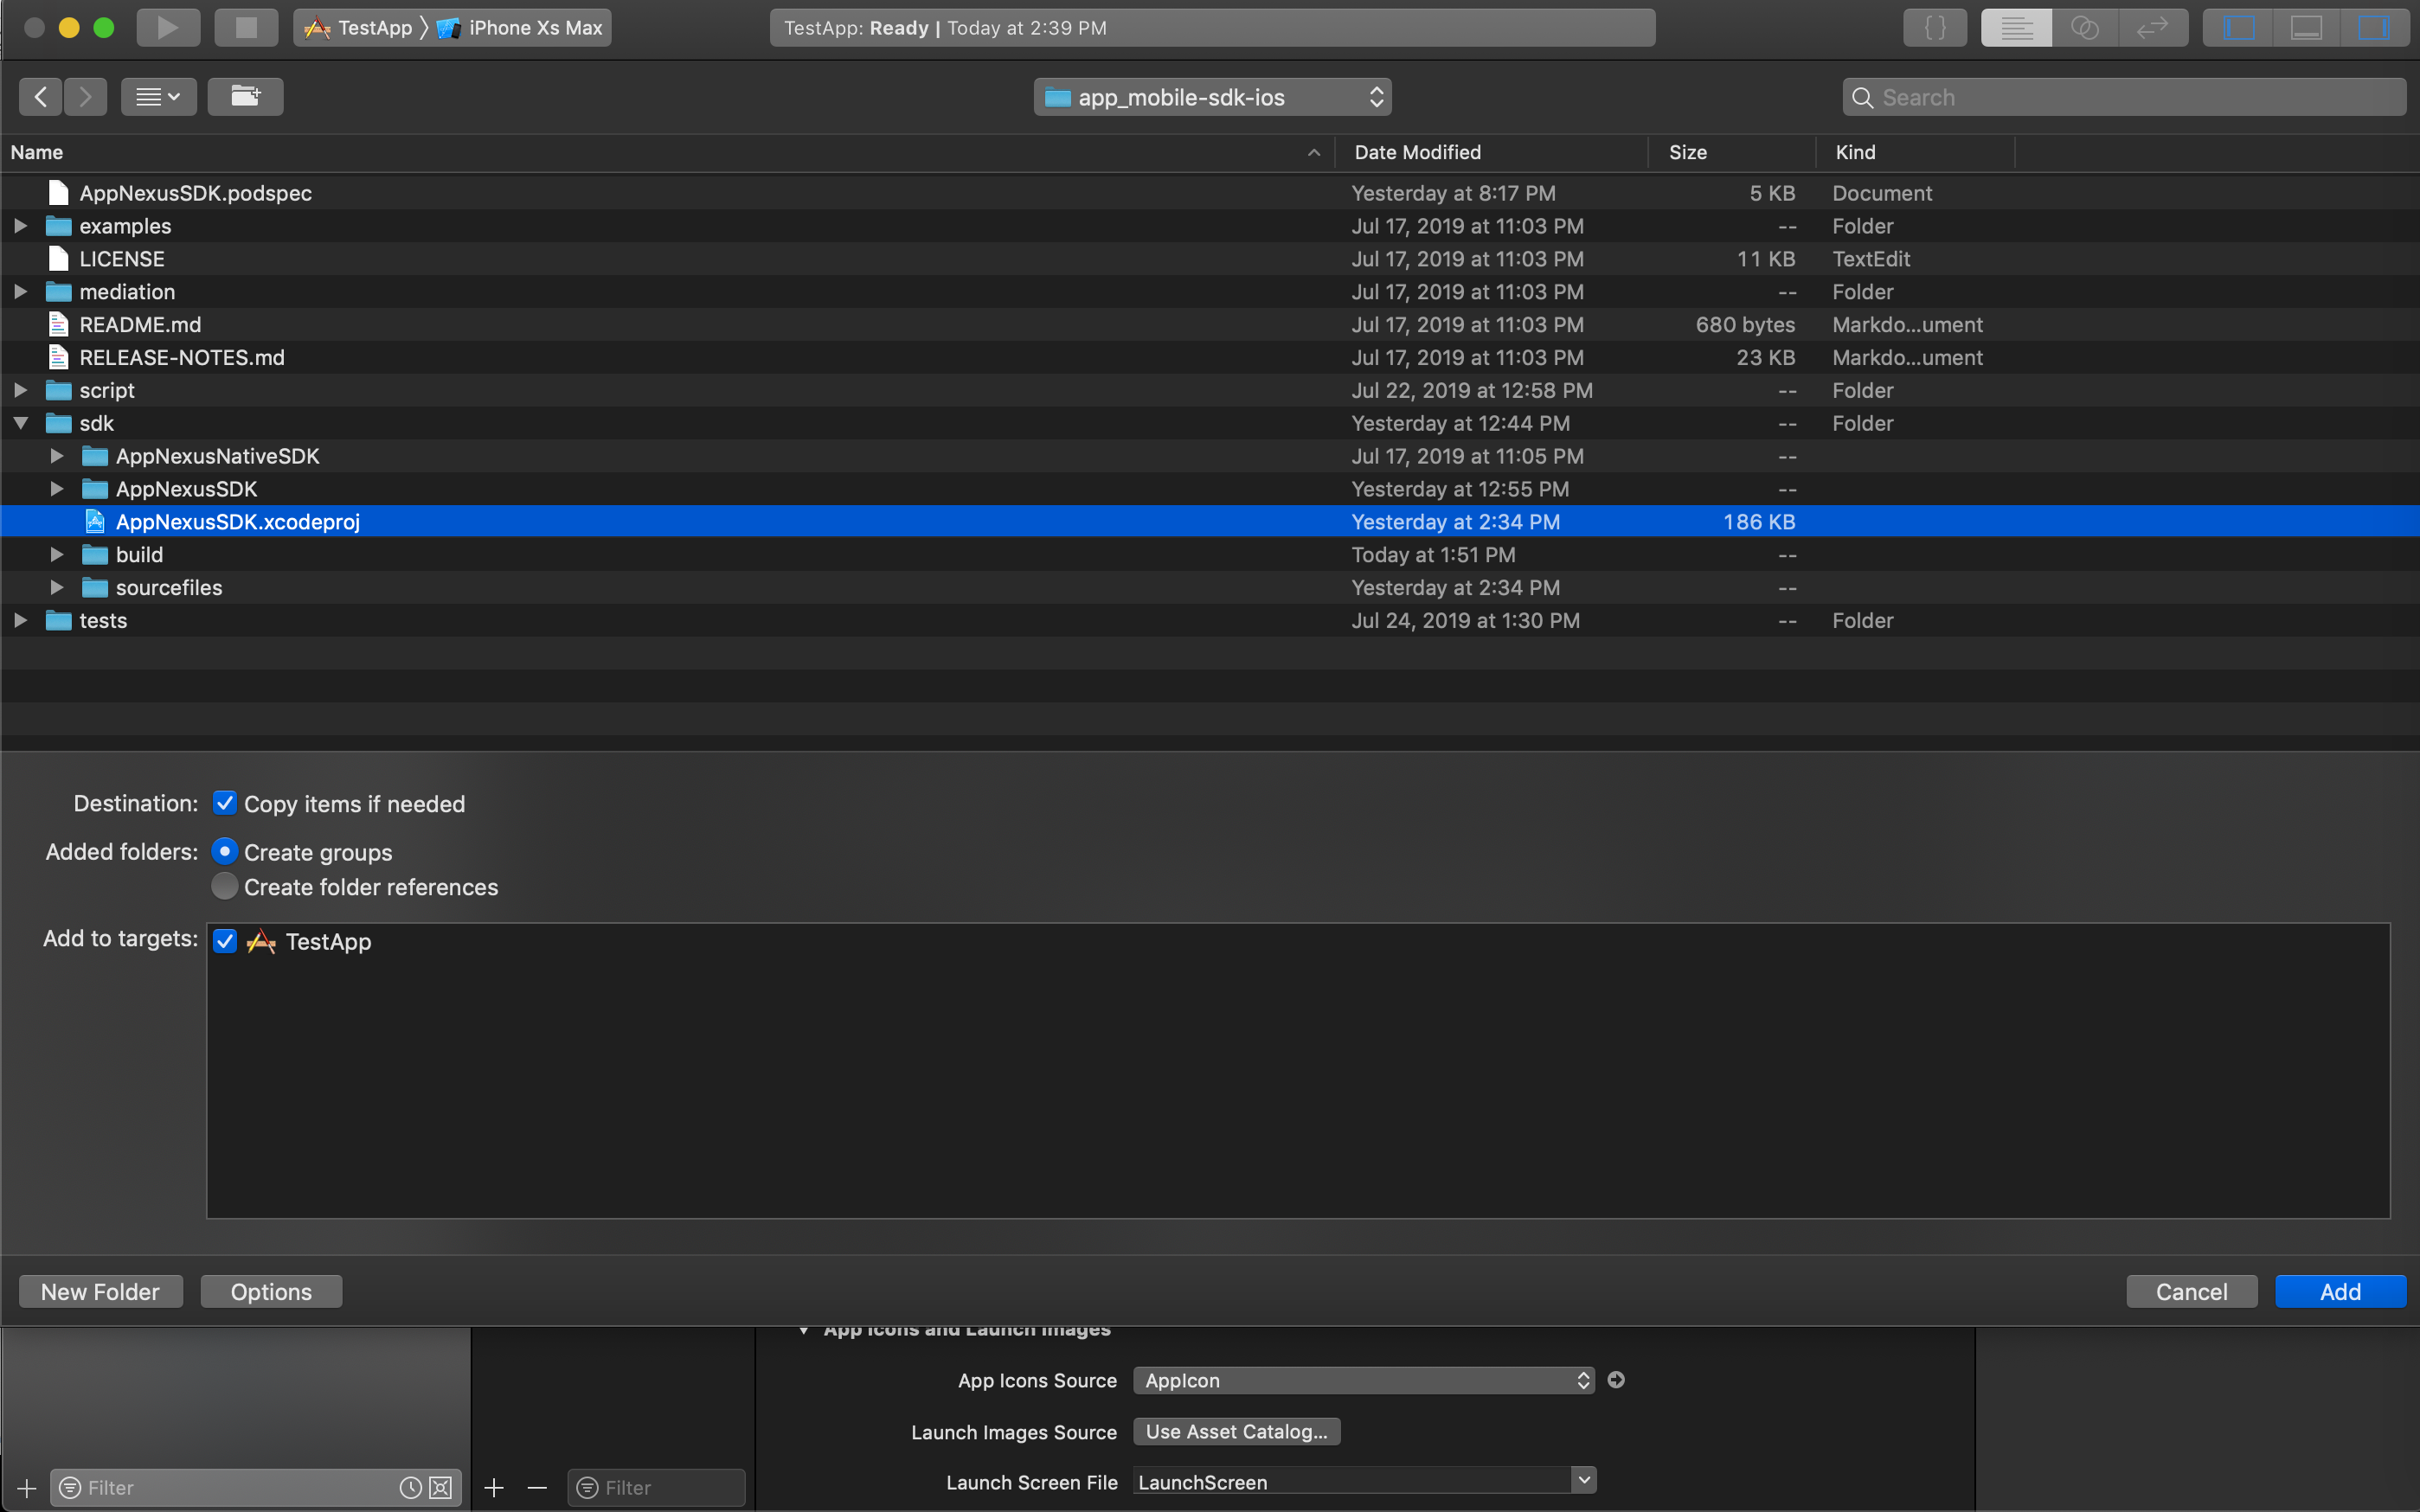 TestApp iPhone Xs Max TestApp: Ready | Today at 2:39 PM
app_mobile-sdk-ios Search
Name Date Modified Size Kind
AppNexusSDK.podspec Yesterday at 8:17 PM 5 KB Document
examples Jul 17, 2019 at 11:03 PM -- Folder
LICENSE Jul 17, 2019 at 11:03 PM 11 KB TextEdit
mediation Jul 17, 2019 at 11:03 PM -- Folder
README.md Jul 17, 2019 at 11:03 PM 680 bytes Markdo...ument
RELEASE-NOTES.md Jul 17, 2019 at 11:03 PM 23 KB Markdo...ument
script Jul 22, 2019 at 12:58 PM -- Folder
sdk Yesterday at 12:44 PM -- Folder
AppNexusNativeSDK Jul 17, 2019 at 11:05 PM --
AppNexusSDK Yesterday at 12:55 PM --
AppNexusSDK.xcodeproj Yesterday at 2:34 PM 186 KB
build Today at 1:51 PM --
sourcefiles Yesterday at 2:34 PM --
tests Jul 24, 2019 at 1:30 PM -- Folder
Destination: Copy items if needed
Added folders: Create groups
Create folder references
Add to targets: TestApp
New Folder Options Cancel Add
App Icons and Launch Images
App Icons Source AppIcon
Launch Images Source Use Asset Catalog...
Launch Screen File LaunchScreen
Filter Filter